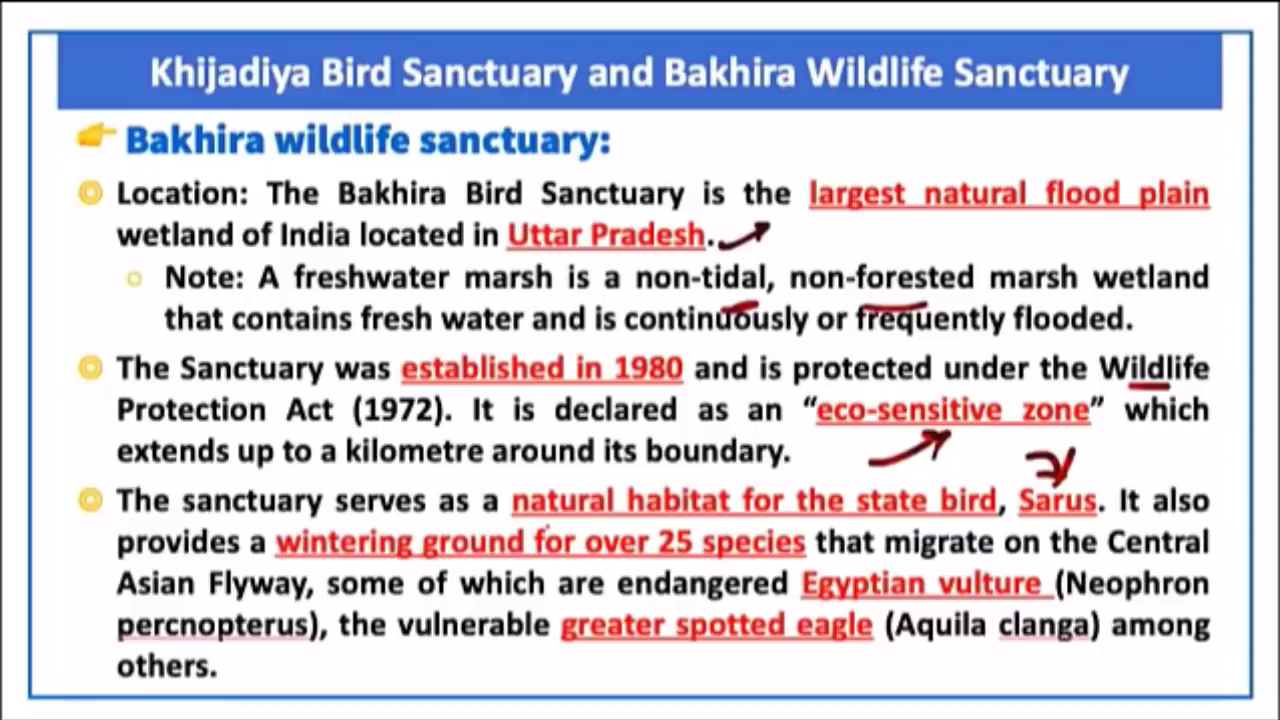 Khijadiya Bird Sanctuary and Bakhira Wildlife Sanctuary
Bakhira wildlife sanctuary:
Location: The Bakhira Bird Sanctuary is the largest natural flood plain
wetland of India located in Uttar Pradesh.
Note: A freshwater marsh is a non-tidal, non-forested marsh wetland
that contains fresh water and is continuously or frequently flooded.
The Sanctuary was established in 1980 and is protected under the Wildlife
Protection Act (1972). It is declared as an “eco-sensitive zone” which
extends up to a kilometre around its boundary.
The sanctuary serves as a natural habitat for the state bird, Sarus. It also
provides a wintering ground for over 25 species that migrate on the Central
Asian Flyway, some of which are endangered Egyptian vulture (Neophron
percnopterus), the vulnerable greater spotted eagle (Aquila clanga) among
others.